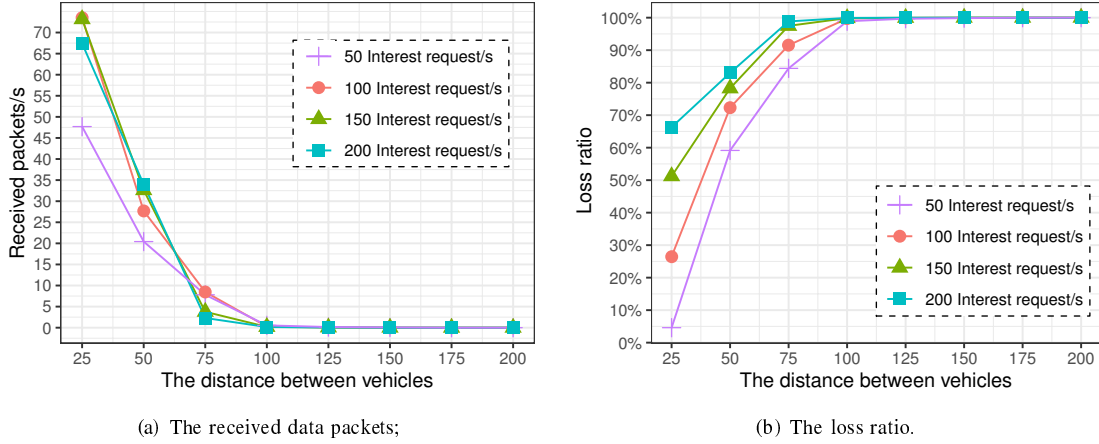 Received packets/s
70
65
60
55
50
45
40
35
30
25
20
15
10
5
0
25 50 75 100 125 150 175 200
The distance between vehicles
50 Interest request/s
100 Interest request/s
150 Interest request/s
200 Interest request/s
(a) The received data packets;
Loss ratio
100%
90%
80%
70%
60%
50%
40%
30%
20%
10%
0%
25 50 75 100 125 150 175 200
The distance between vehicles
50 Interest request/s
100 Interest request/s
150 Interest request/s
200 Interest request/s
(b) The loss ratio.